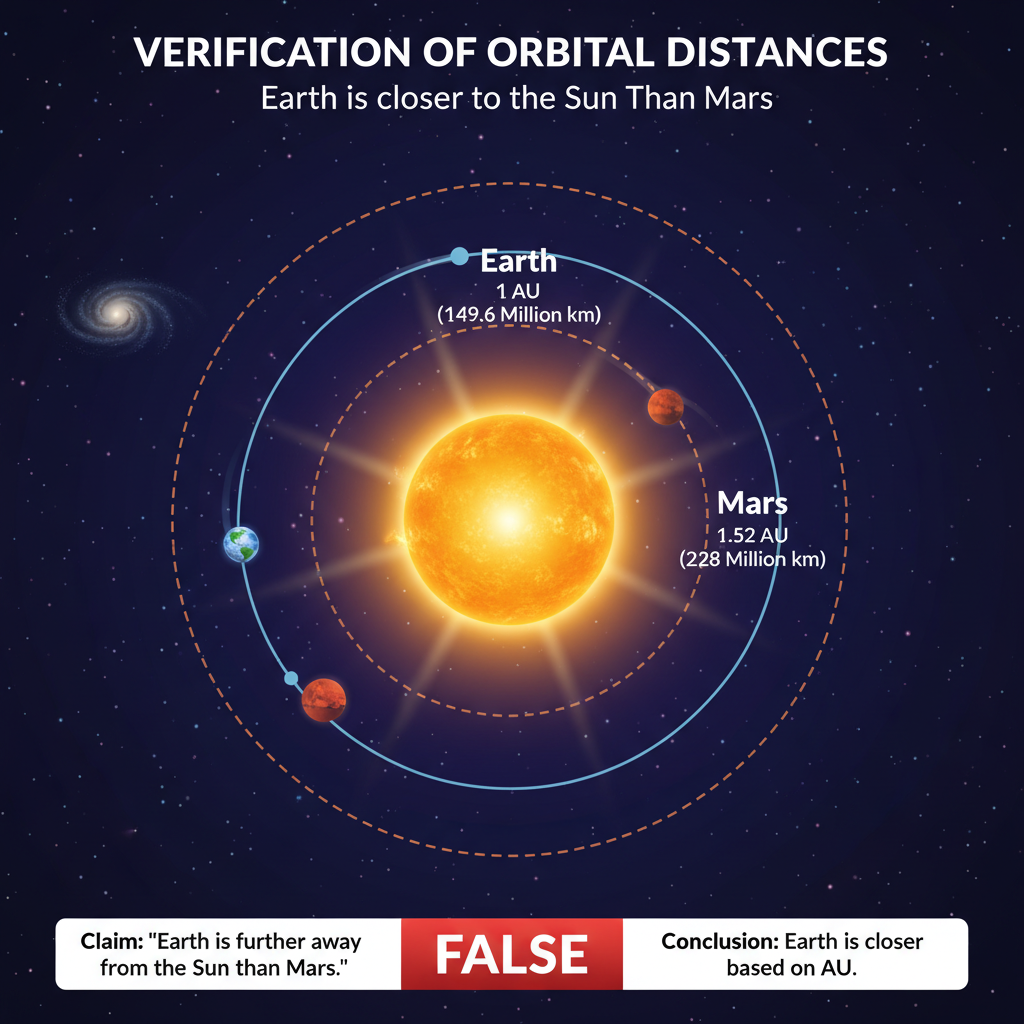 VERIFICATION OF ORBITAL DISTANCES
Earth is closer to the Sun Than Mars
Earth
1 AU
(149.6 Million km)
Mars
1.52 AU
(228 Million km)
Claim: "Earth is further away
from the Sun than Mars."
FALSE
Conclusion: Earth is closer
based on AU.